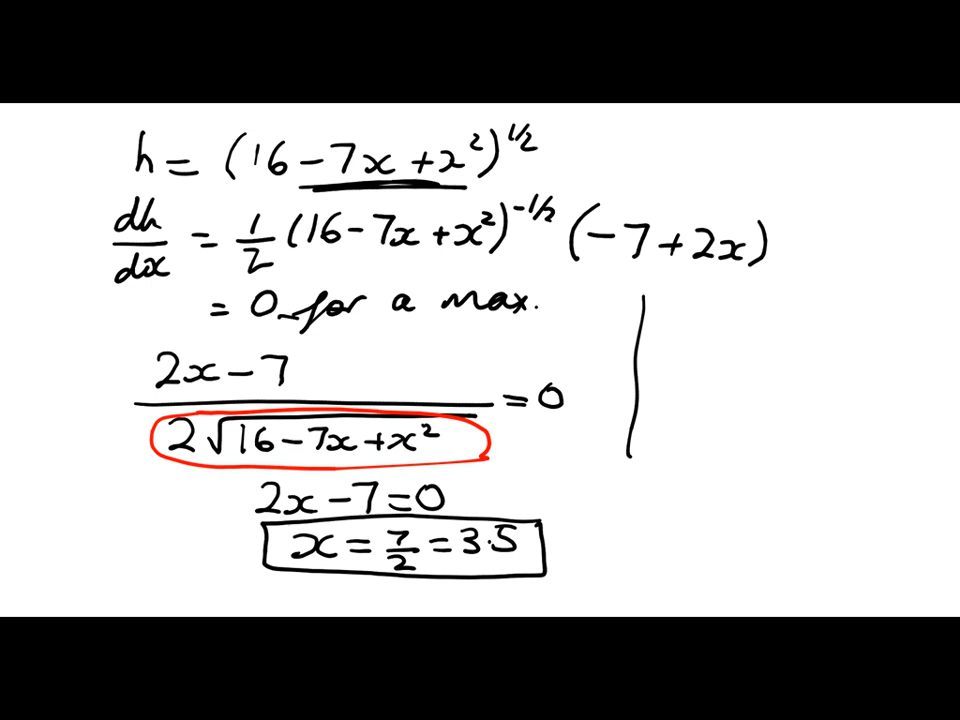 h = (16 - 7x + x²)^1/2
dh/dx = 1/2 (16 - 7x + x²)^-1/2 (-7 + 2x)
= 0 for a max.
2x - 7
/ 2√16 - 7x + x² = 0
2x - 7 = 0
x = 7/2 = 3.5